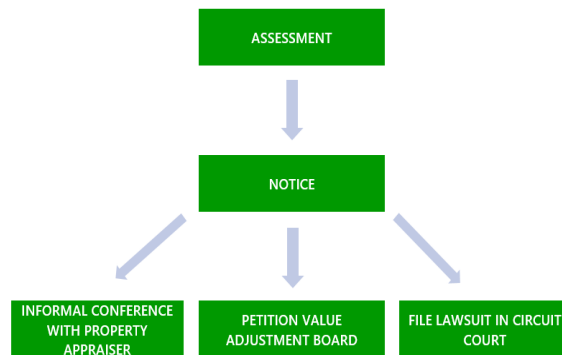 ASSESSMENT
NOTICE
INFORMAL CONFERENCE
WITH PROPERTY
APPRAISER
PETITION VALUE
ADJUSTMENT BOARD
FILE LAWSUIT IN CIRCUIT
COURT